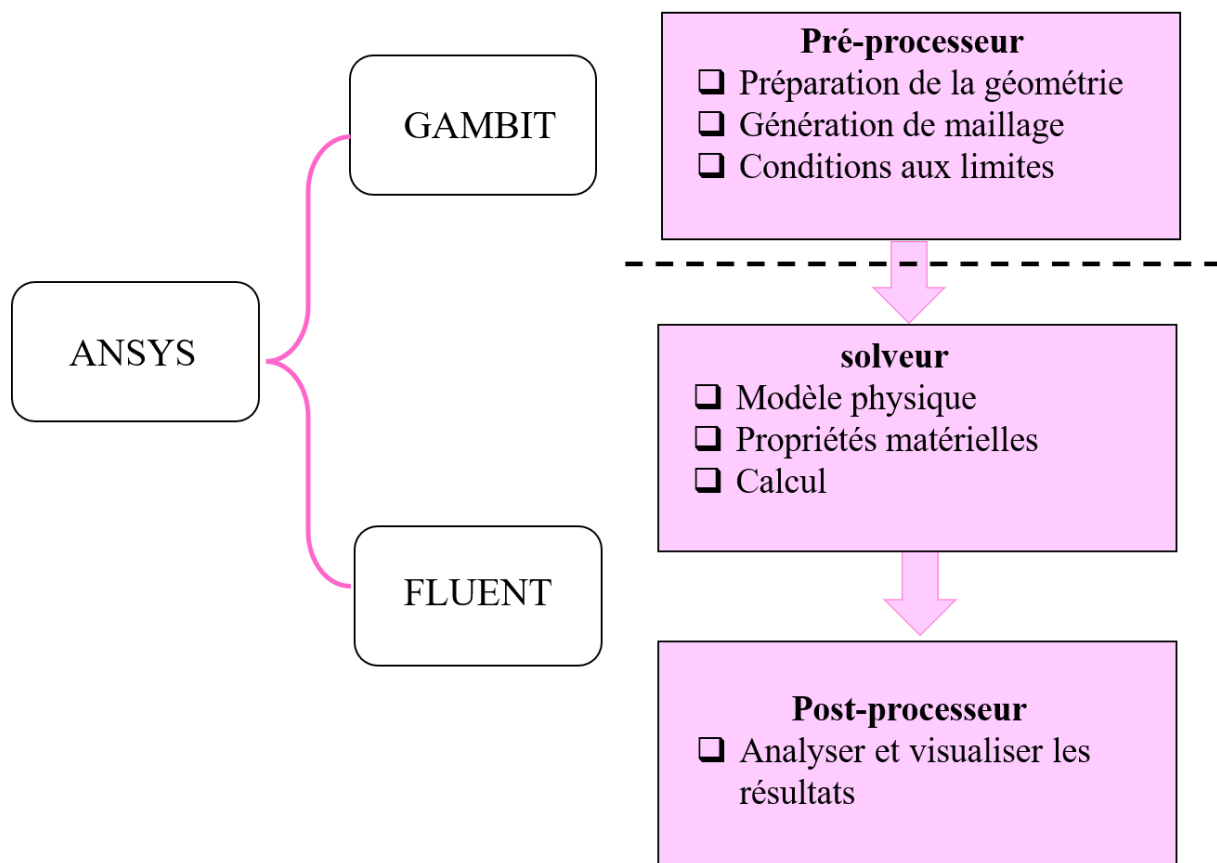 ANSYS
GAMBIT
FLUENT
Pré-processeur
❑ Préparation de la géométrie
❑ Génération de maillage
❑ Conditions aux limites
solveur
❑ Modèle physique
❑ Propriétés matérielles
❑ Calcul
Post-processeur
❑ Analyser et visualiser les
résultats